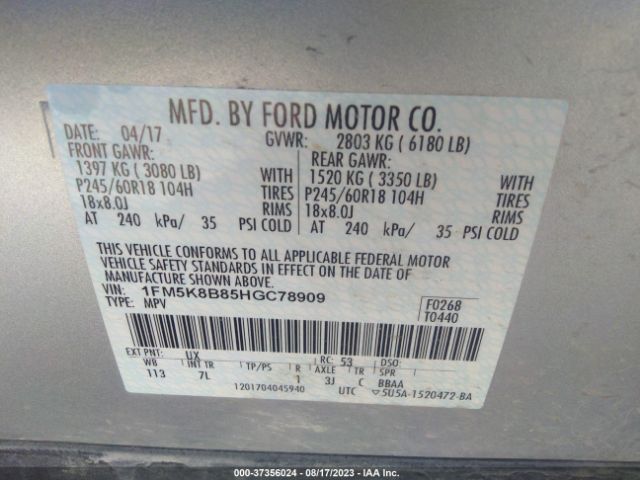 MFD. BY FORD MOTOR CO.
DATE: 04/17 GVWR: 2803 KG ( 6180 LB)
FRONT GAWR: REAR GAWR:
1397 KG ( 3080 LB) WITH 1520 KG ( 3350 LB) WITH
P245/60R18 104H TIRES P245/60R18 104H TIRES
18x8.0J RIMS 18x8.0J RIMS
AT 240 kPa/ 35 PSI COLD AT 240 kPa/ 35 PSI COLD
THIS VEHICLE CONFORMS TO ALL APPLICABLE FEDERAL MOTOR
VEHICLE SAFETY STANDARDS IN EFFECT ON THE DATE OF
MANUFACTURE SHOWN ABOVE.
VIN: 1FM5K8B85HGC78909 F0268
TYPE: MPV T0440
EXT PNT: UX RC: 53 DSO:
WB INT TR TP/PS R AXLE TR SPR
113 7L 1 3J C BBAA
1201704045940 UTC ▽5U5A-1520472-BA
000-37356024 - 08/17/2023 - IAA Inc.